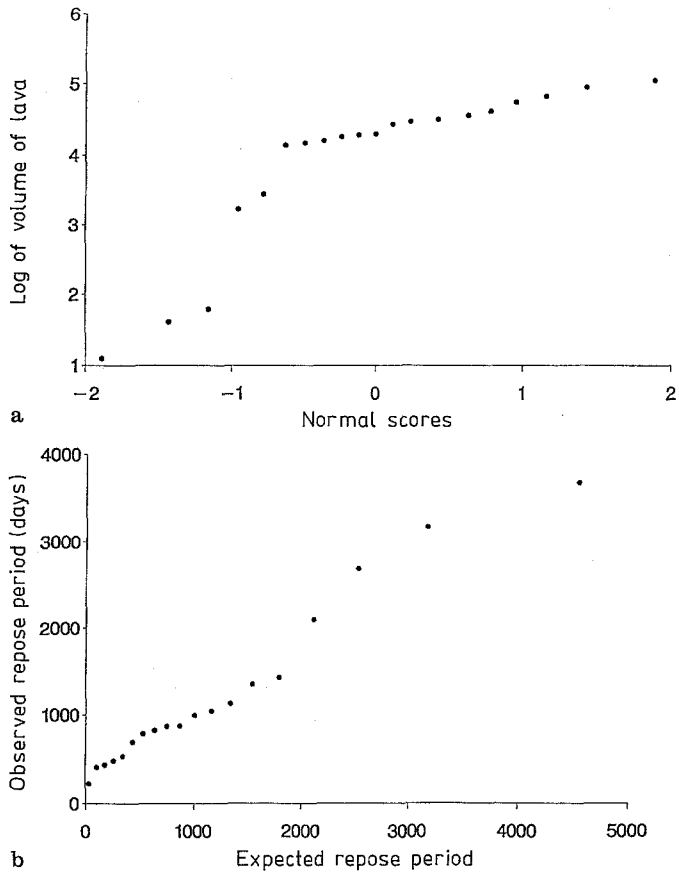 Log of volume of lava
6
5
4
3
2
1
−2 −1 0 1 2
Normal scores
a
Observed repose period (days)
4000
3000
2000
1000
0
0 1000 2000 3000 4000 5000
Expected repose period
b